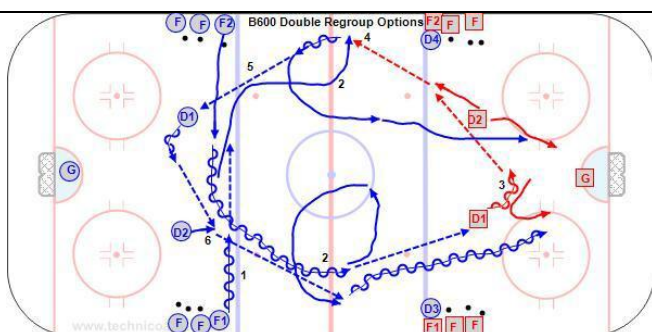 B600 Double Regroup Options
F F F2
F2 F F
D4
4
5
2
D1
D2
3
G
G
D1
D2
6
2
1
D3
F F F1
F1 F F
www.technico